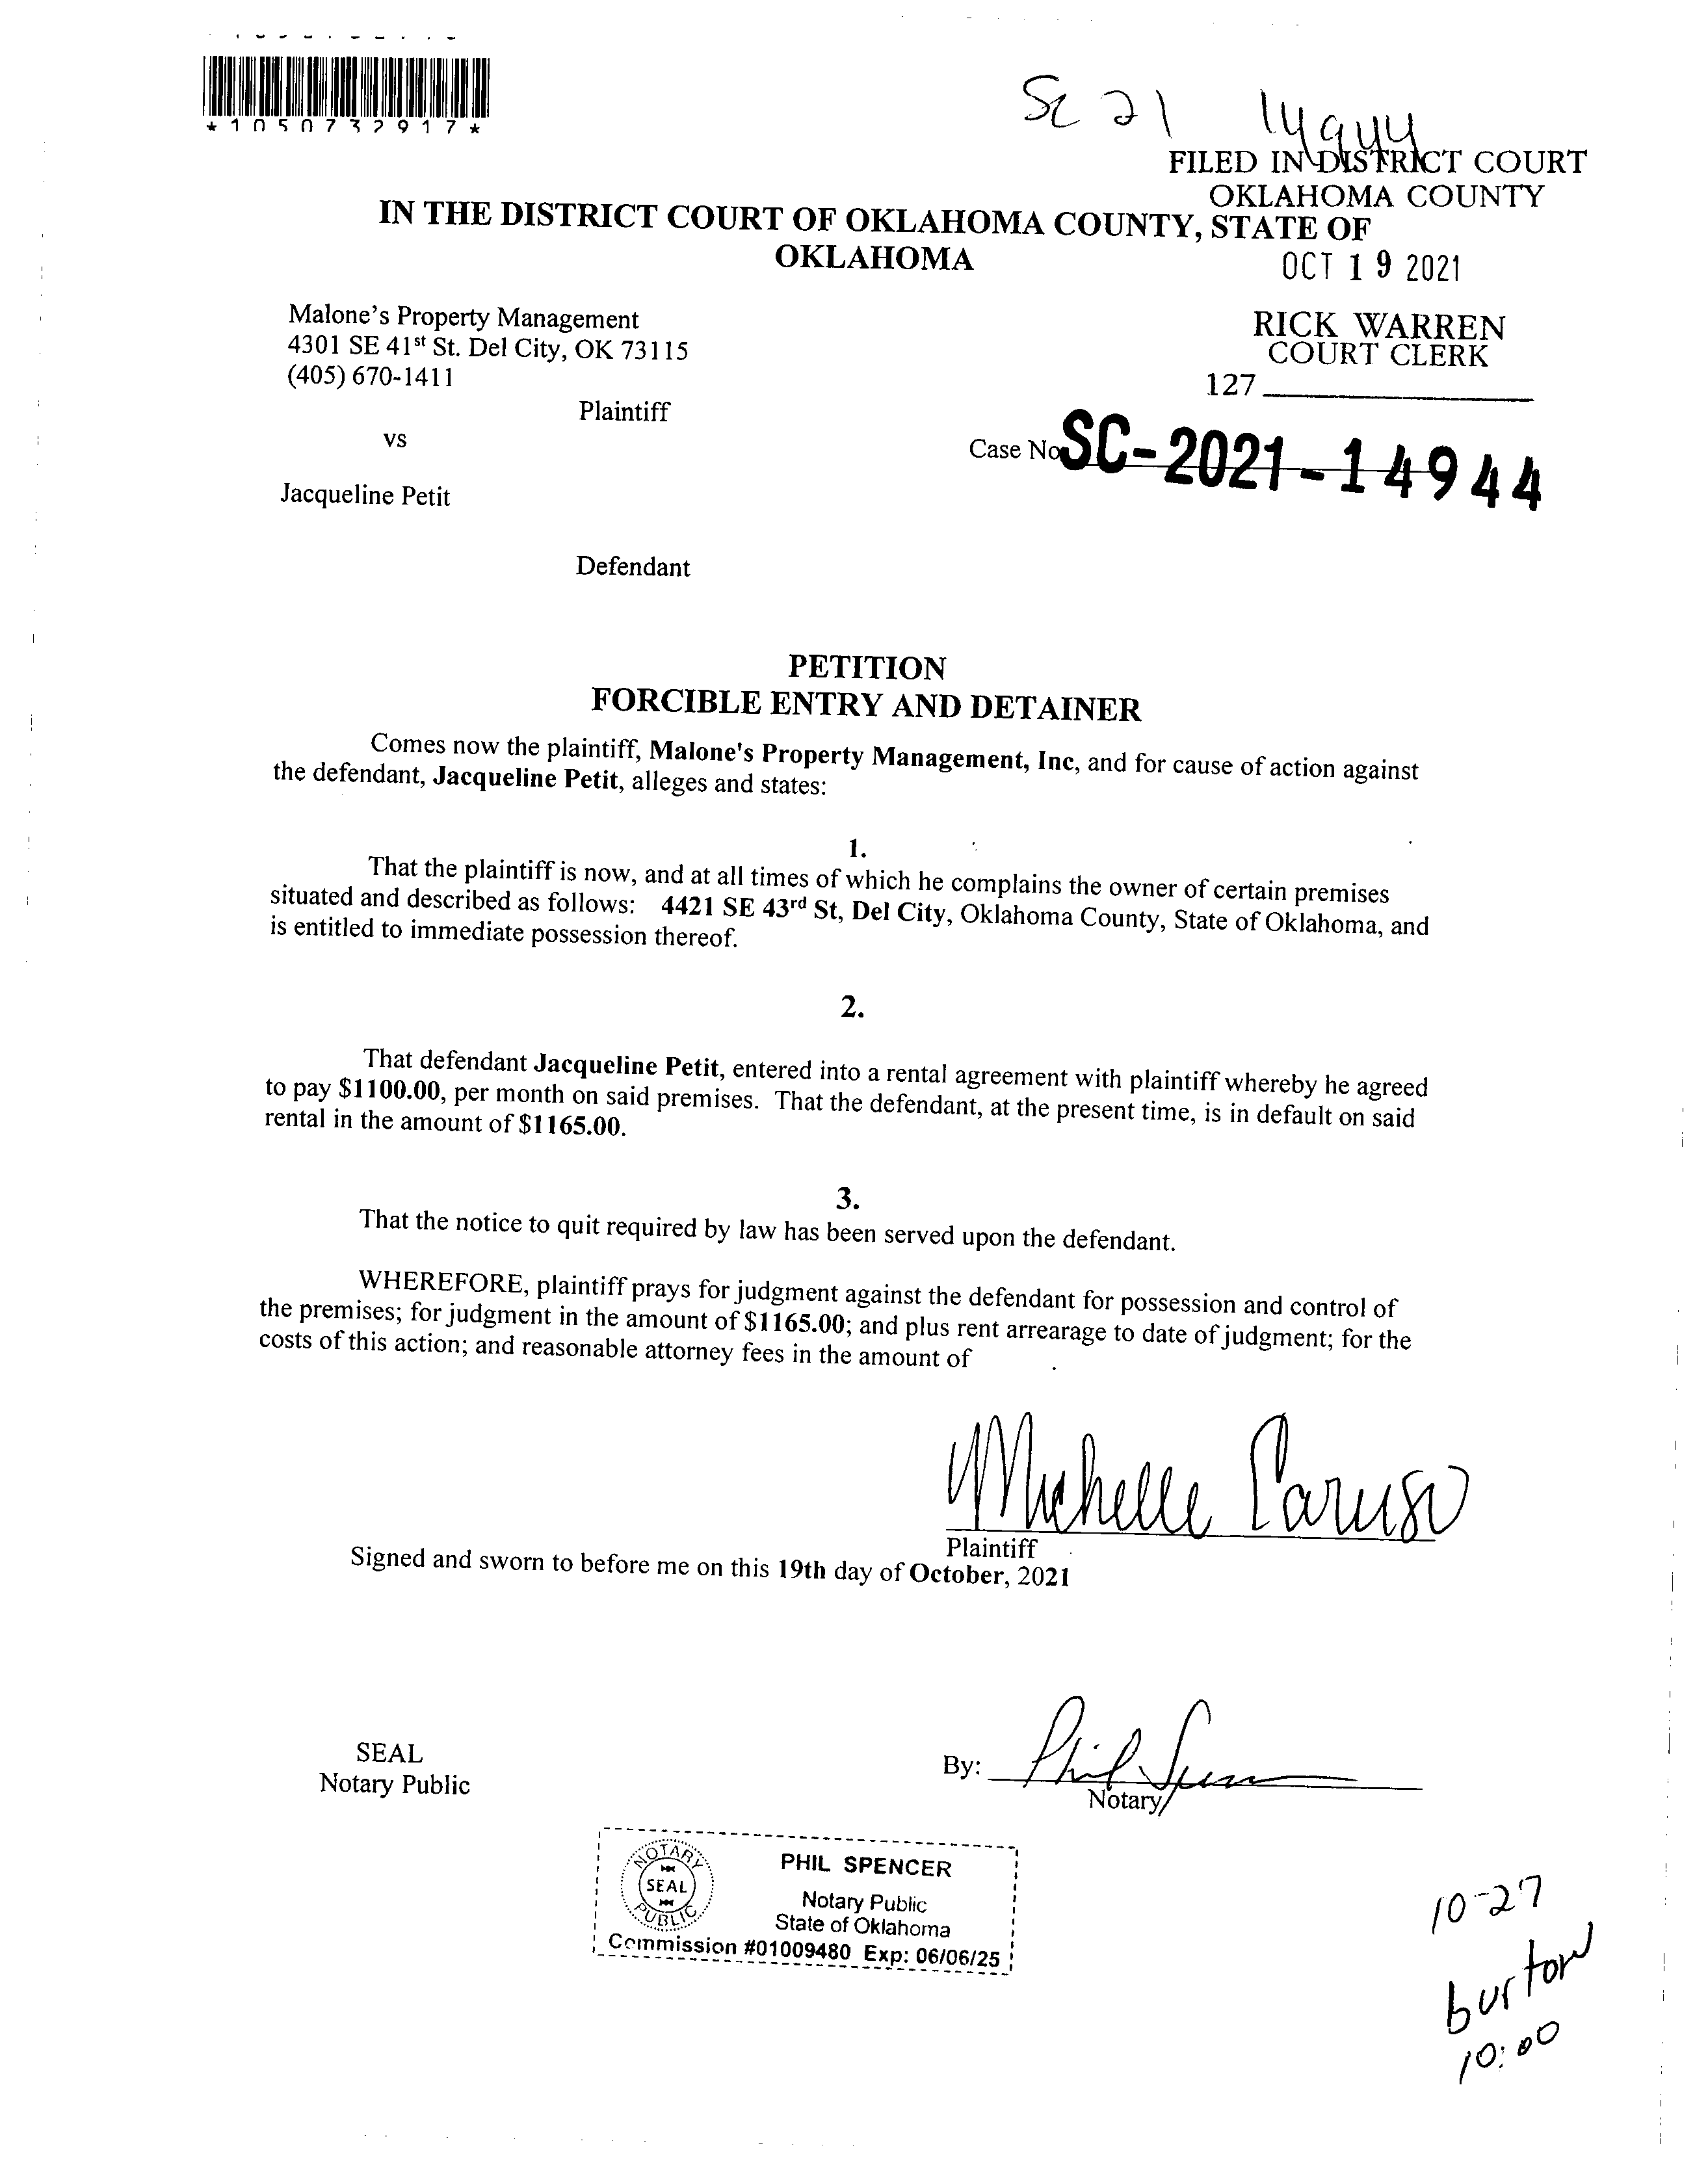 *1050732917*
SC 21 14944
FILED IN DISTRICT COURT
OKLAHOMA COUNTY
IN THE DISTRICT COURT OF OKLAHOMA COUNTY, STATE OF
OKLAHOMA
OCT 19 2021
Malone's Property Management
4301 SE 41st St. Del City, OK 73115
(405) 670-1411
RICK WARREN
COURT CLERK
127
Plaintiff
vs
Case No SC-2021-14944
Jacqueline Petit
Defendant
PETITION
FORCIBLE ENTRY AND DETAINER
Comes now the plaintiff, Malone's Property Management, Inc, and for cause of action against
the defendant, Jacqueline Petit, alleges and states:
1.
That the plaintiff is now, and at all times of which he complains the owner of certain premises
situated and described as follows: 4421 SE 43rd St, Del City, Oklahoma County, State of Oklahoma, and
is entitled to immediate possession thereof.
2.
That defendant Jacqueline Petit, entered into a rental agreement with plaintiff whereby he agreed
to pay $1100.00, per month on said premises. That the defendant, at the present time, is in default on said
rental in the amount of $1165.00.
3.
That the notice to quit required by law has been served upon the defendant.
WHEREFORE, plaintiff prays for judgment against the defendant for possession and control of
the premises; for judgment in the amount of $1165.00; and plus rent arrearage to date of judgment; for the
costs of this action; and reasonable attorney fees in the amount of .
Michelle Caruso
Plaintiff
Signed and sworn to before me on this 19th day of October, 2021
SEAL
Notary Public
By: Phil Spencer
Notary
NOTARY PUBLIC
SEAL
PHIL SPENCER
Notary Public
State of Oklahoma
Commission #01009480 Exp: 06/06/25
10-27
burton
10:00